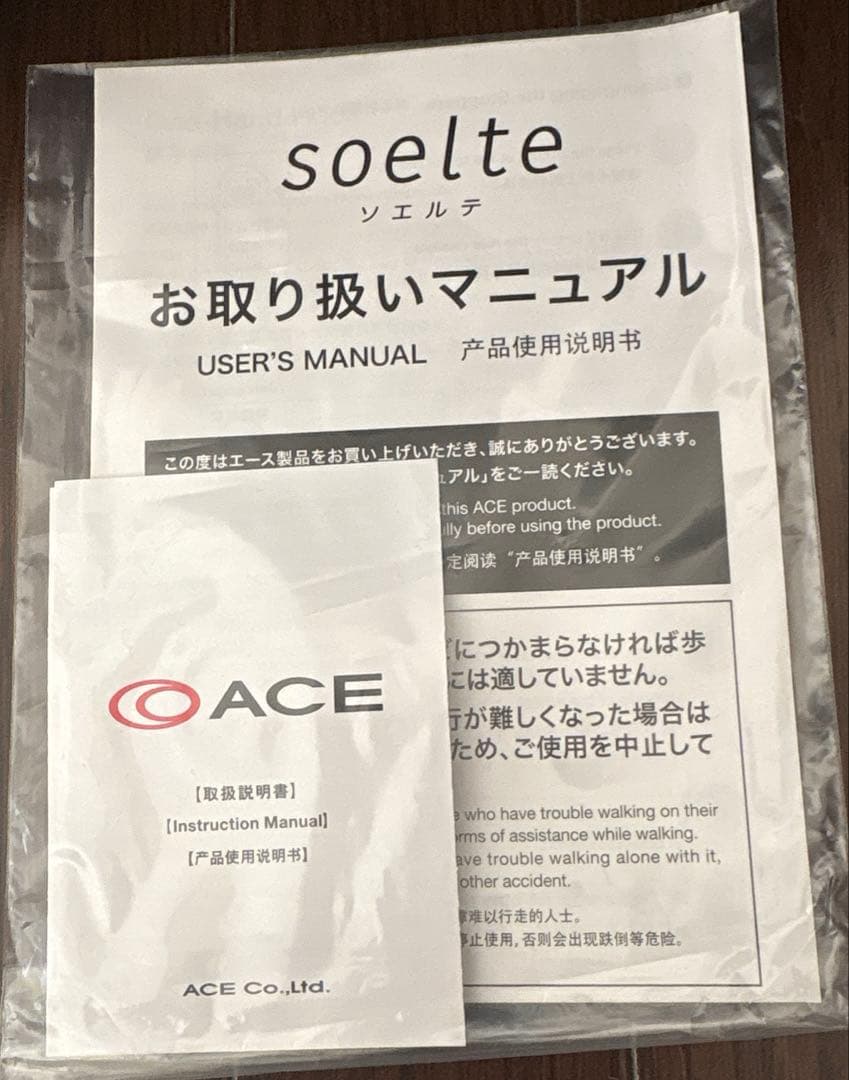 soelte
ソエルテ
お取り扱いマニュアル
USER'S MANUAL 产品使用说明书
この度はエース製品をお買い上げいただき、誠にありがとうございます。
アル」をご一読ください。
this ACE product.
before using the product.
阅读“产品使用说明书”。
につかまらなければ歩
には適していません。
が難しくなった場合は
ため、ご使用を中止して
who have trouble walking on their
of assistance while walking.
trouble walking alone with it,
other accident.
难以行走的人士。
止使用,否则会出现跌倒等危险。
ACE
【取扱説明書】
【Instruction Manual】
【产品使用说明书】
ACE Co.,Ltd.